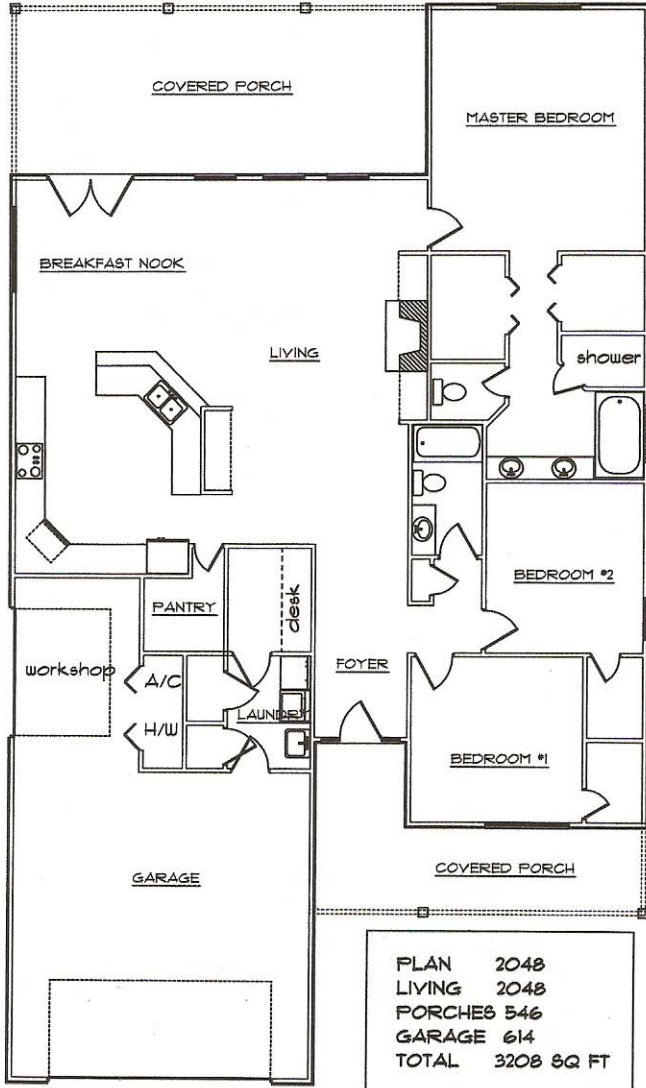 COVERED PORCH
MASTER BEDROOM
BREAKFAST NOOK
LIVING
shower
BEDROOM #2
PANTRY
desk
workshop
A/C
FOYER
LAUNDRY
H/W
BEDROOM #1
GARAGE
COVERED PORCH
PLAN 2048
LIVING 2048
PORCHES 546
GARAGE 614
TOTAL 3208 SQ FT